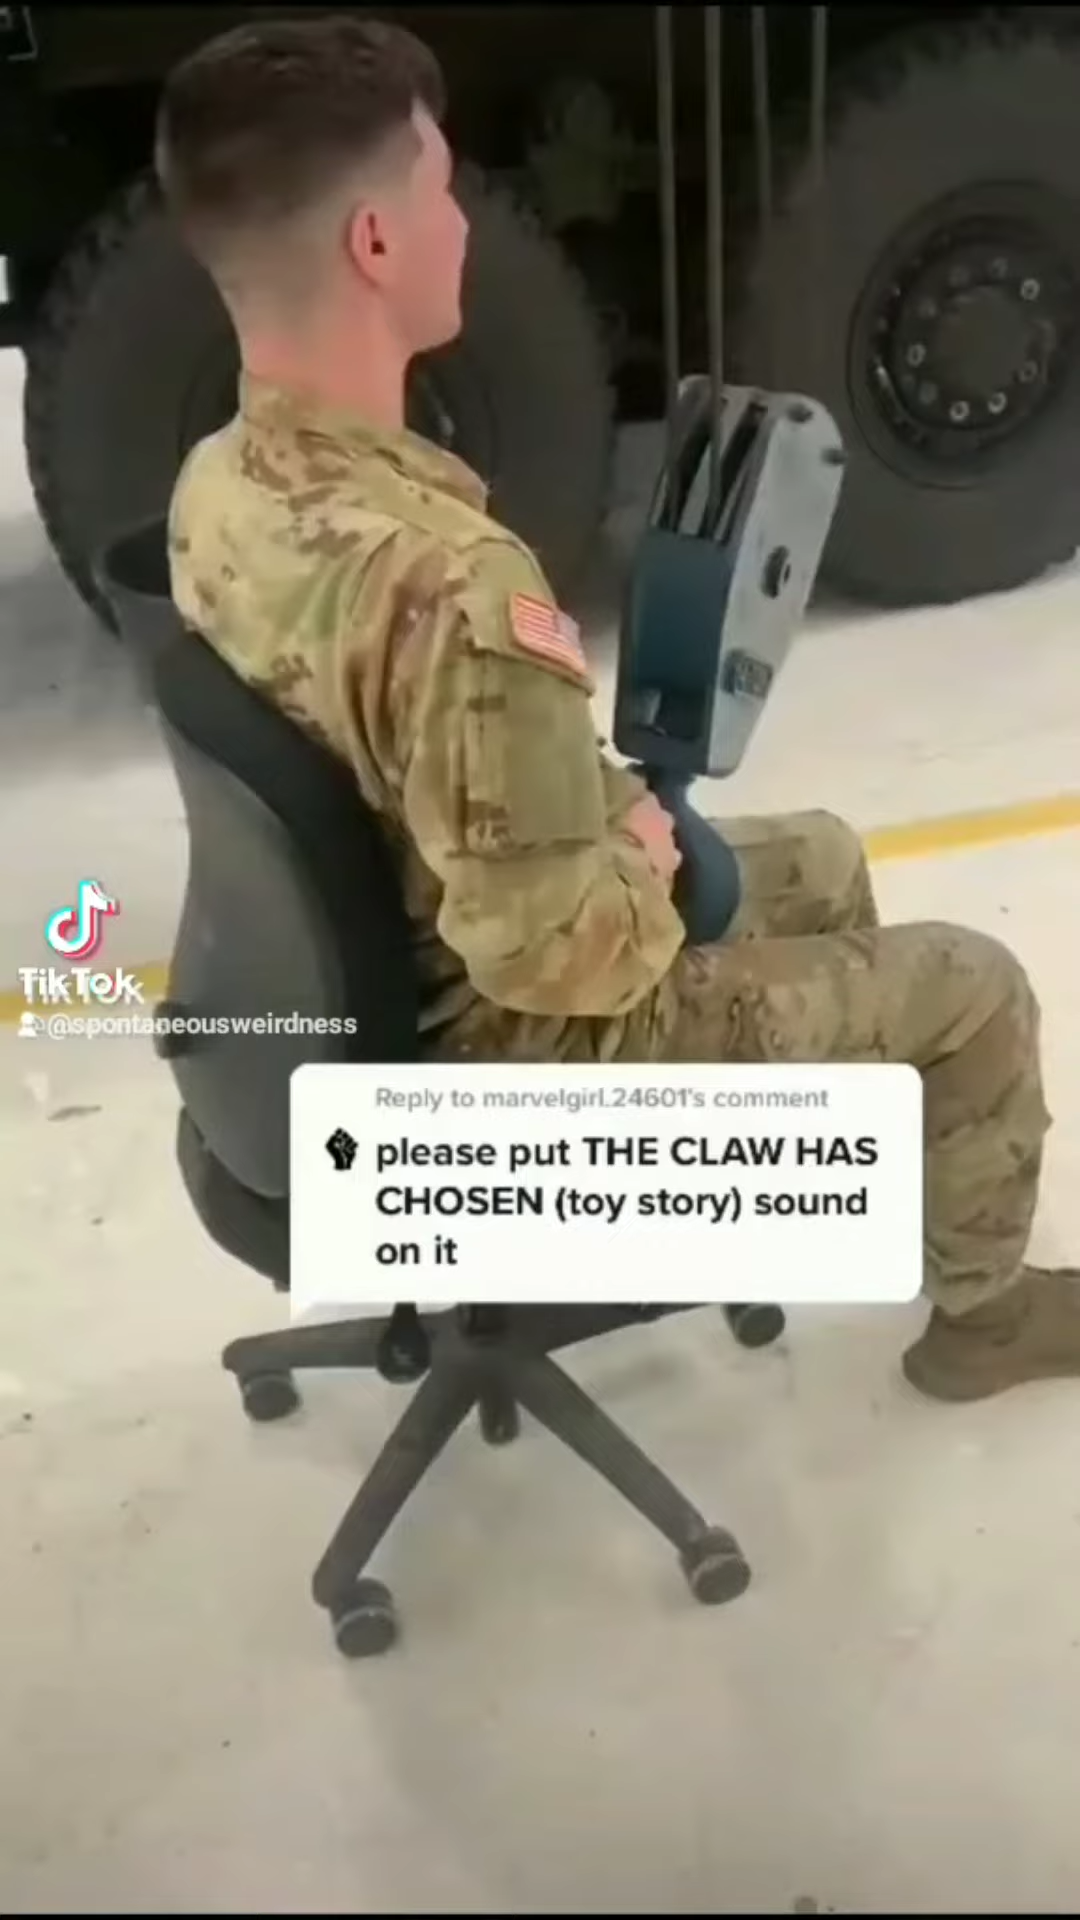 TikTok
@spontaneousweirdness
Reply to marvelgirl.24601's comment
please put THE CLAW HAS
CHOSEN (toy story) sound
on it